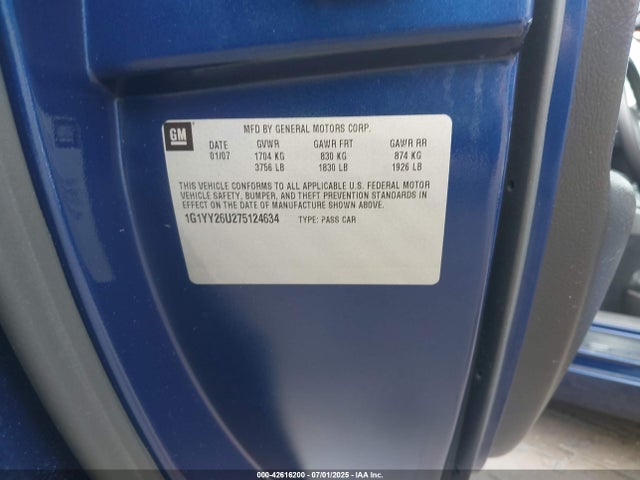 GM
MFD BY GENERAL MOTORS CORP.
DATE GVWR GAWR FRT GAWR RR
01/07 1704 KG 830 KG 874 KG
3756 LB 1830 LB 1926 LB
THIS VEHICLE CONFORMS TO ALL APPLICABLE U.S. FEDERAL MOTOR
VEHICLE SAFETY, BUMPER, AND THEFT PREVENTION STANDARDS IN
EFFECT ON THE DATE OF MANUFACTURE SHOWN ABOVE.
1G1YY26U275124634 TYPE: PASS CAR
000-42616200 - 07/01/2025 - IAA Inc.